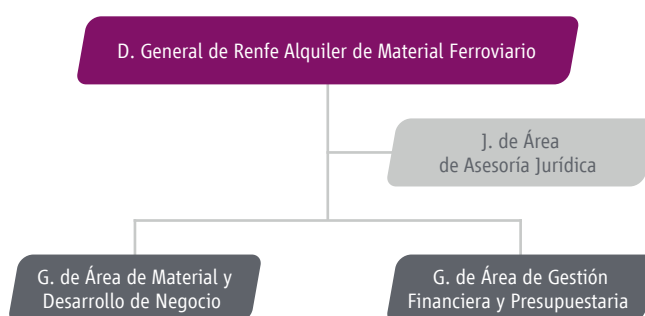 D. General de Renfe Alquiler de Material Ferroviario
J. de Área
de Asesoría Jurídica
G. de Área de Material y
Desarrollo de Negocio
G. de Área de Gestión
Financiera y Presupuestaria